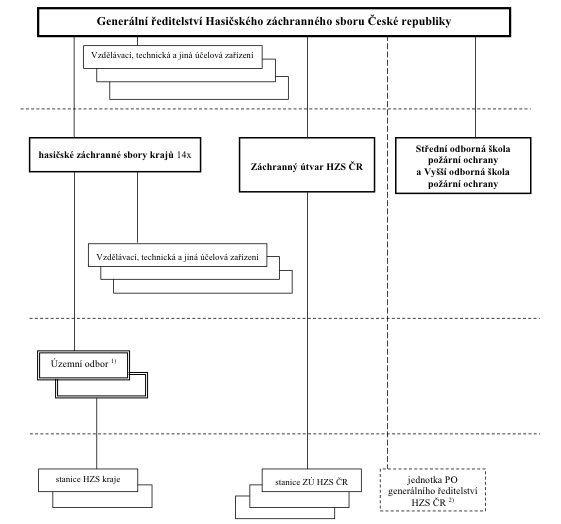 Generální ředitelství Hasičského záchranného sboru České republiky
Vzdělávací, technická a jiná účelová zařízení
hasičské záchranné sbory krajů 14x
Záchranný útvar HZS ČR
Střední odborná škola
požární ochrany
a Vyšší odborná škola
požární ochrany
Vzdělávací, technická a jiná účelová zařízení
Územní odbor 1)
stanice HZS kraje
stanice ZÚ HZS ČR
jednotka PO
generálního ředitelství
HZS ČR 2)